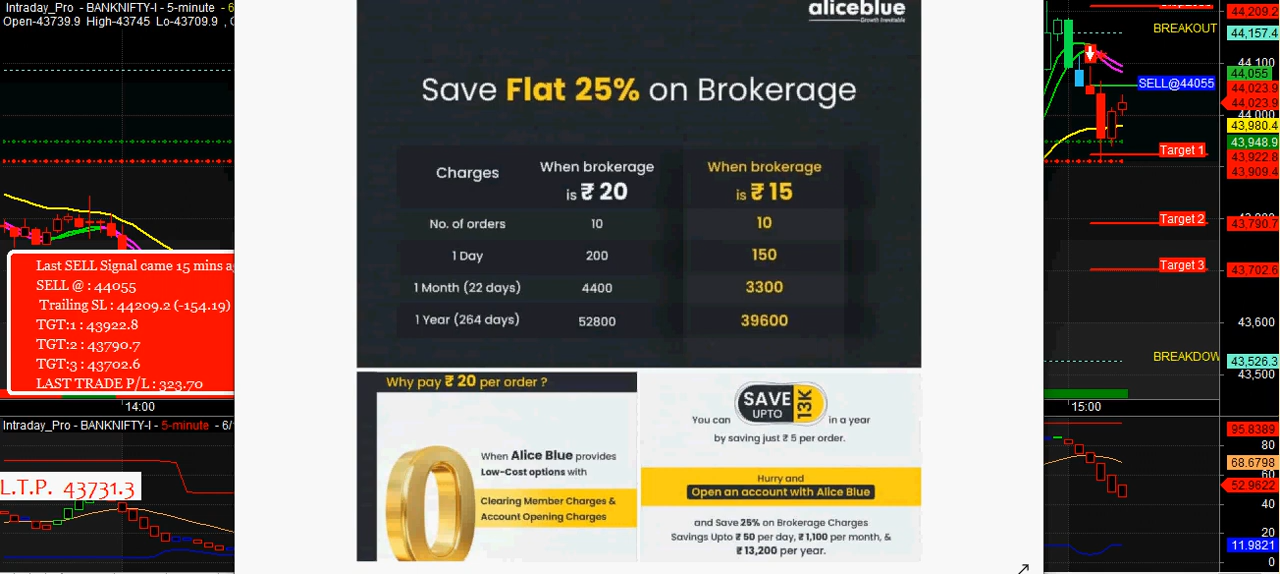 Intraday_Pro - BANKNIFTY-I - 5-minute - 6
Open-43739.9 High-43745 Lo-43709.9 , C
Last SELL Signal came 15 mins a
SELL @ : 44055
Trailing SL : 44209.2 (-154.19)
TGT:1 : 43922.8
TGT:2 : 43790.7
TGT:3 : 43702.6
LAST TRADE P/L : 323.70
14:00
Intraday_Pro - BANKNIFTY-I - 5-minute - 6/
L.T.P. 43731.3
aliceblue
Growth Inevitable
Save Flat 25% on Brokerage
Charges When brokerage is ₹ 20 When brokerage is ₹ 15
No. of orders 10 10
1 Day 200 150
1 Month (22 days) 4400 3300
1 Year (264 days) 52800 39600
Why pay ₹ 20 per order ?
When Alice Blue provides
Low-Cost options with
Clearing Member Charges &
Account Opening Charges
You can SAVE UPTO 13K in a year
by saving just ₹ 5 per order.
Hurry and
Open an account with Alice Blue
and Save 25% on Brokerage Charges
Savings Upto ₹ 50 per day, ₹ 1,100 per month, &
₹ 13,200 per year.
44,209.2
BREAKOUT
44,157.4
44,100
44,055
SELL@44055
44,023.9
44,023.9
44,000
43,980.4
43,948.9
Target 1
43,922.8
43,909.4
Target 2
43,790.7
Target 3
43,702.6
43,600
BREAKDOW
43,526.3
43,500
15:00
95.8389
80
68.6798
60
52.9622
40
20
11.9821
0